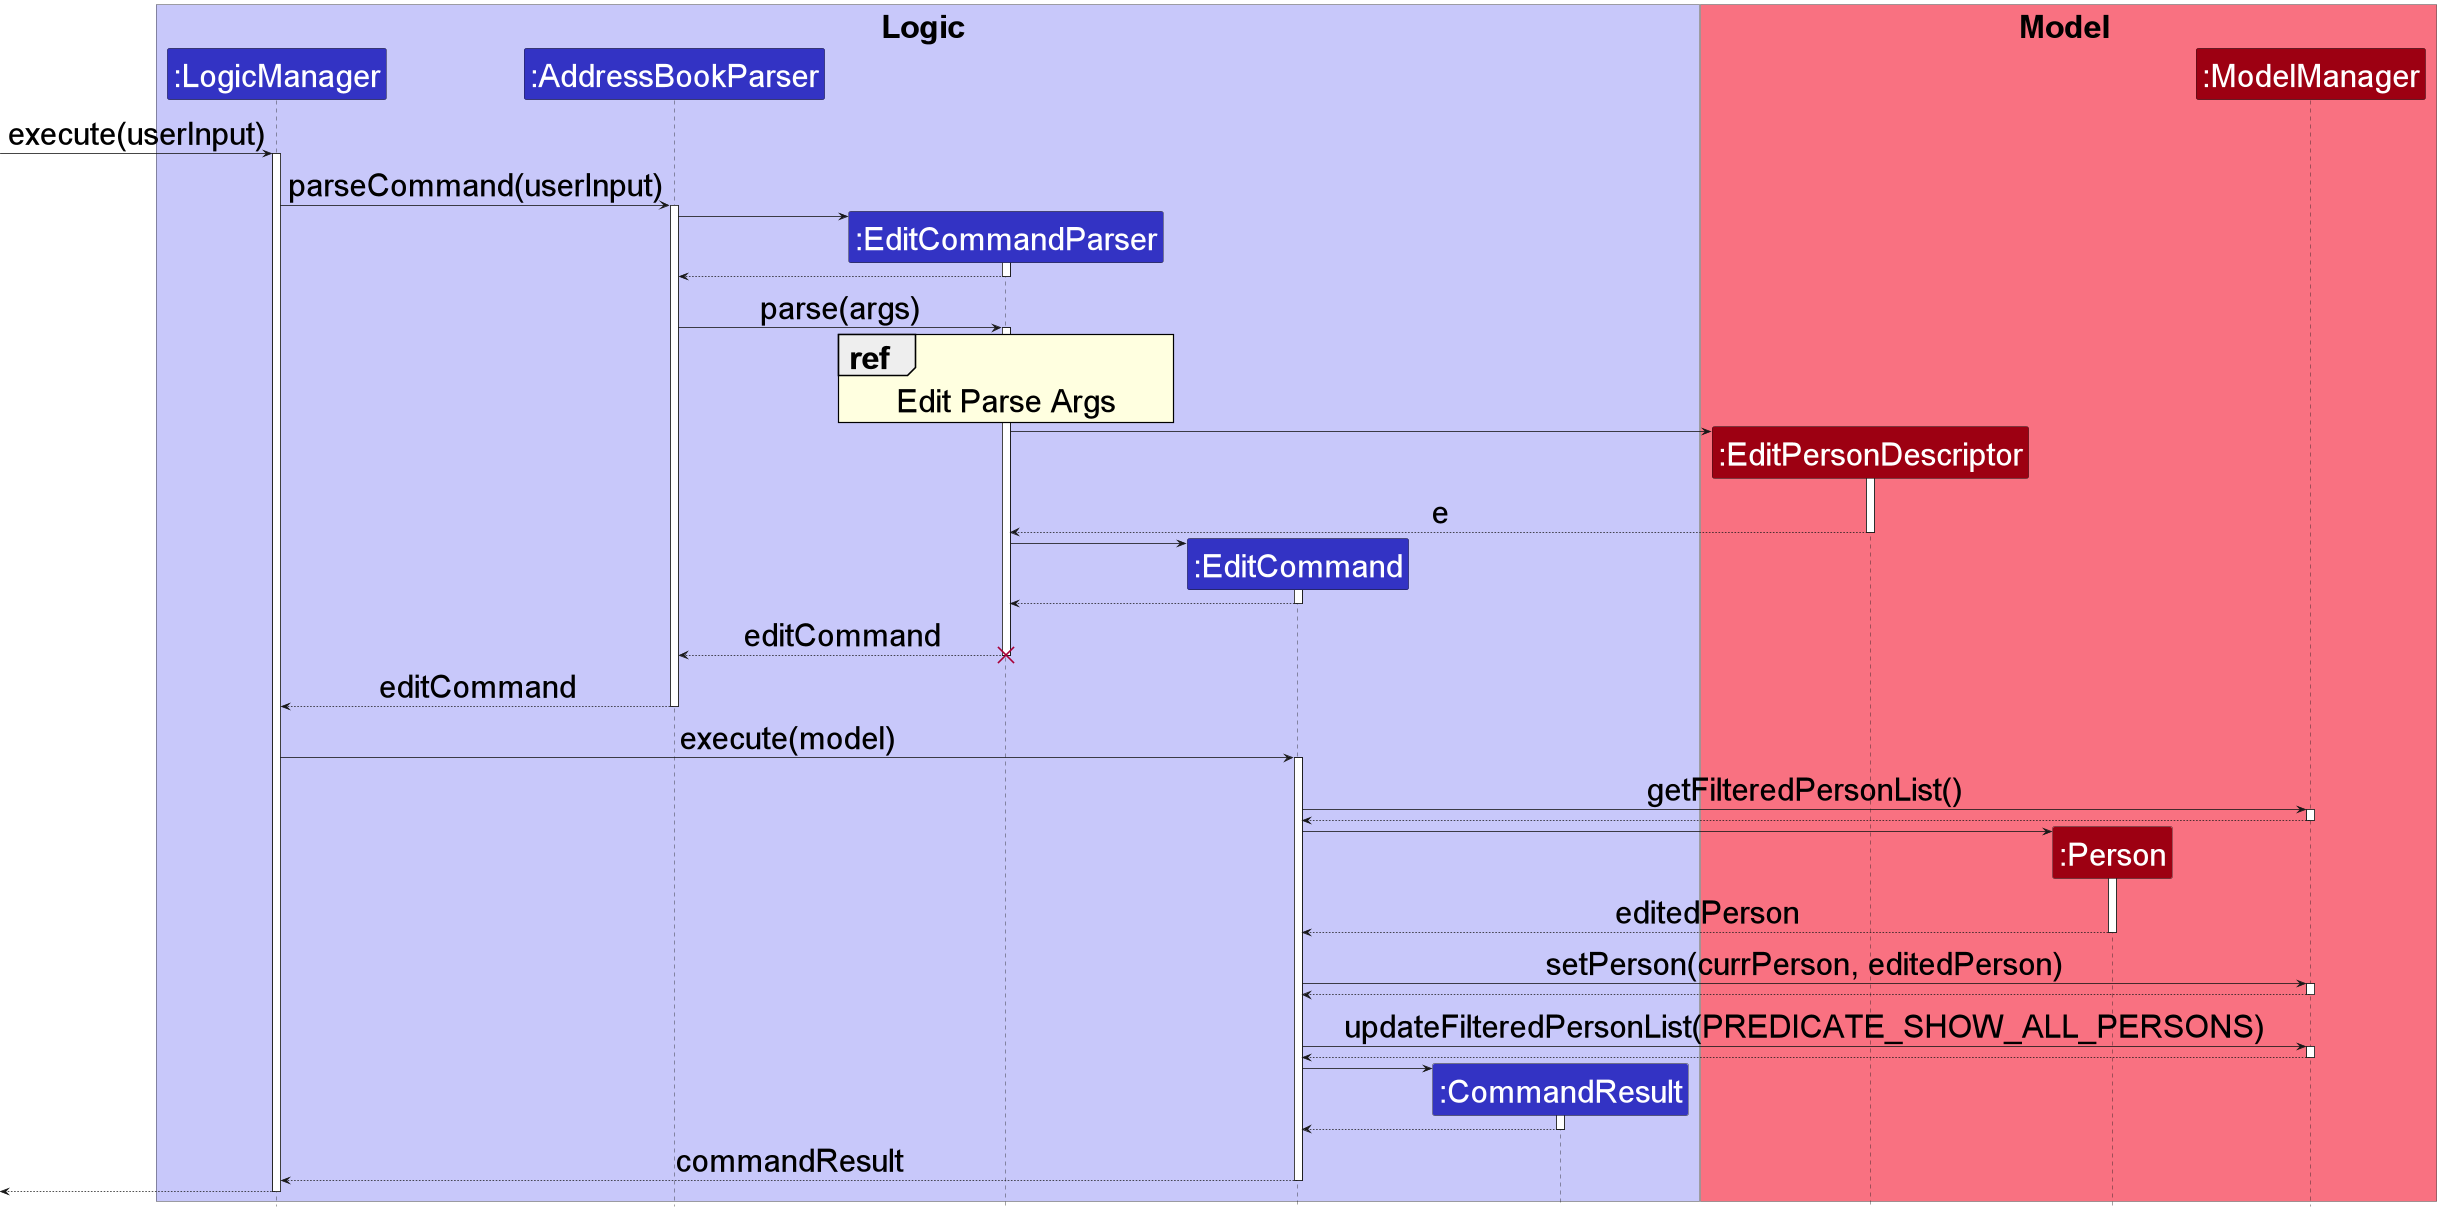 Logic
Model
:LogicManager
:AddressBookParser
:ModelManager
execute(userInput)
parseCommand(userInput)
:EditCommandParser
parse(args)
ref
Edit Parse Args
:EditPersonDescriptor
e
:EditCommand
editCommand
editCommand
execute(model)
getFilteredPersonList()
:Person
editedPerson
setPerson(currPerson, editedPerson)
updateFilteredPersonList(PREDICATE_SHOW_ALL_PERSONS)
:CommandResult
commandResult